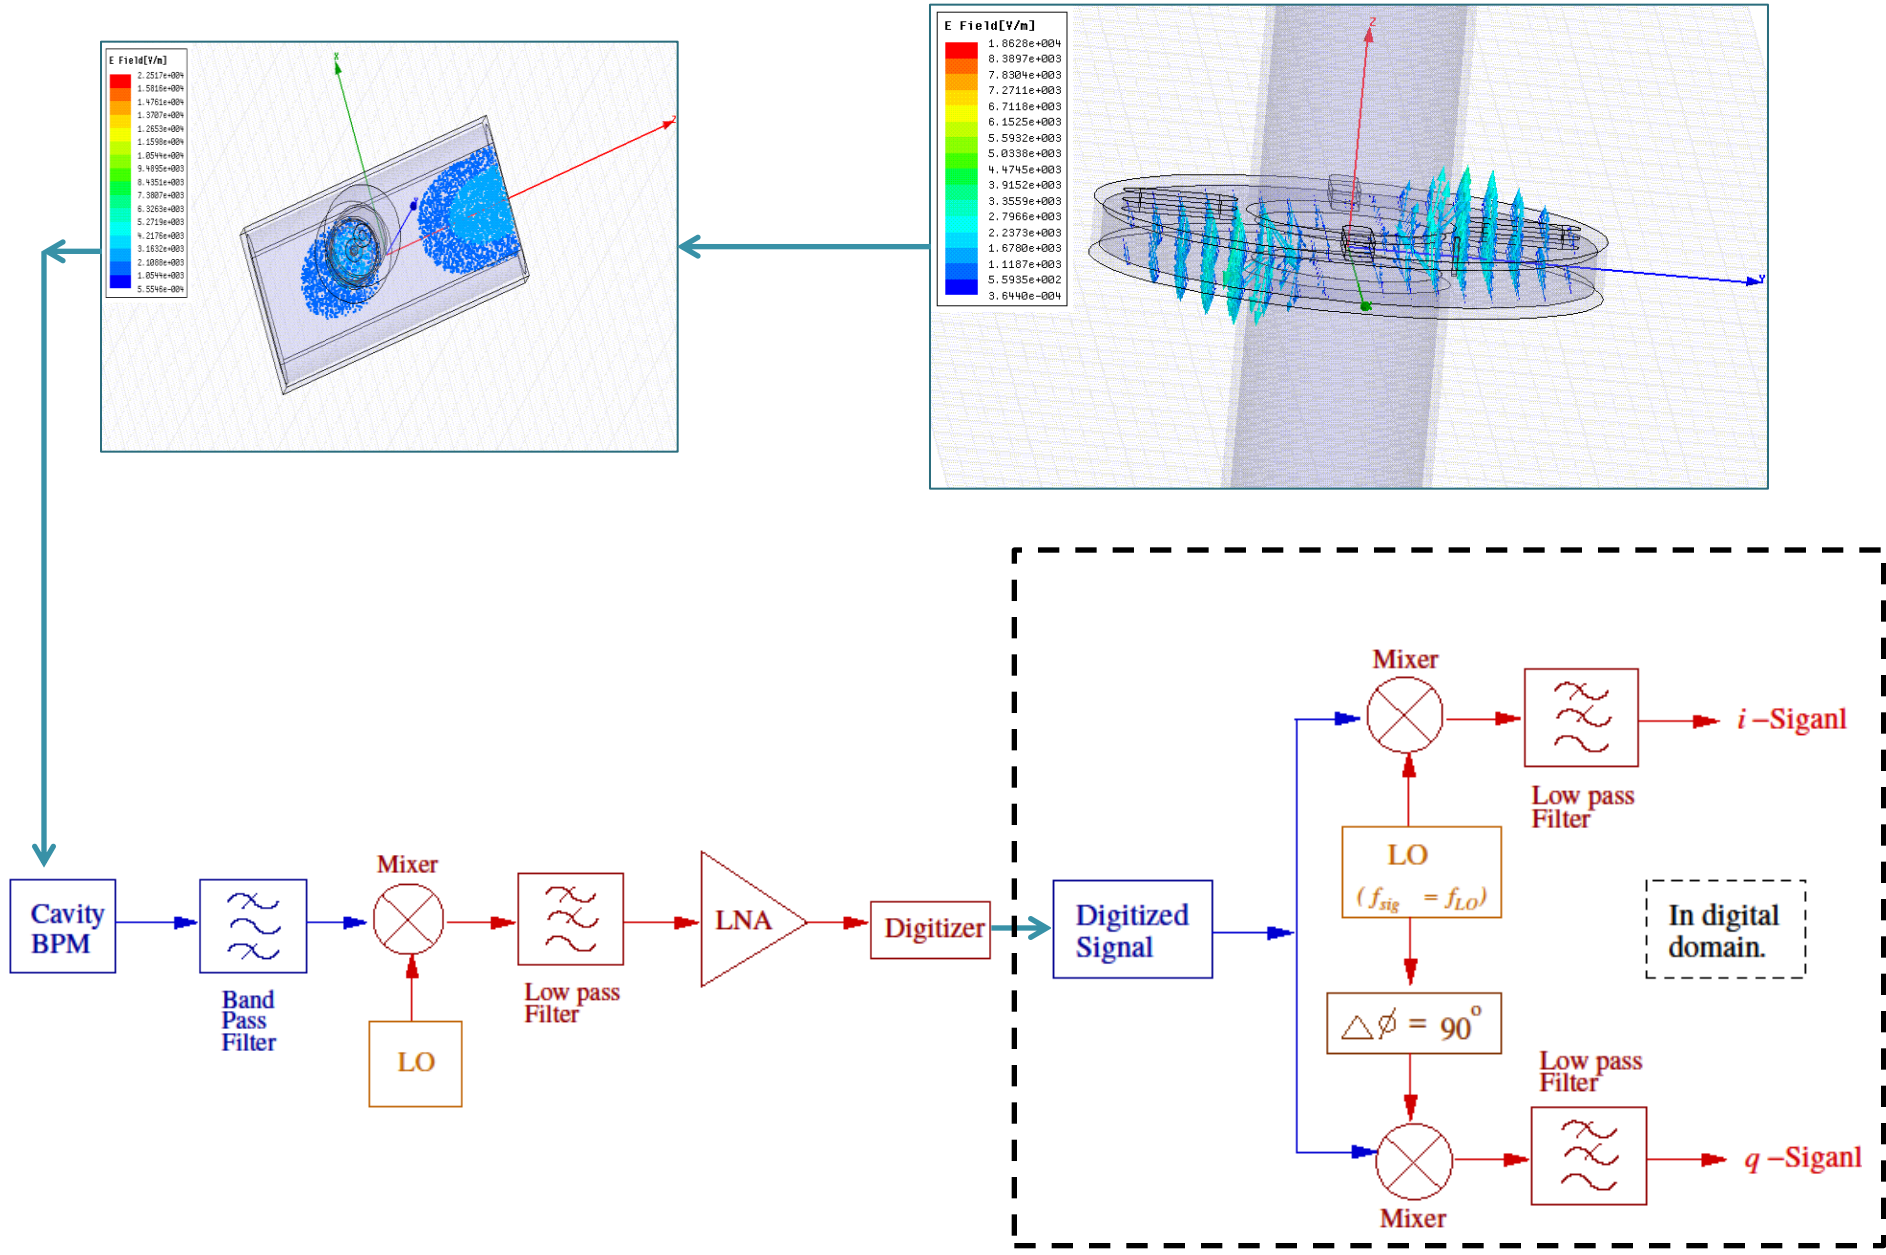 E Field[V/m]
2.2517e+004
1.5816e+004
1.4761e+004
1.3707e+004
1.2653e+004
1.1598e+004
1.0544e+004
9.4895e+003
8.4351e+003
7.3807e+003
6.3263e+003
5.2719e+003
4.2176e+003
3.1632e+003
2.1088e+003
1.0544e+003
5.5546e-004
Z
E Field[V/m]
1.8628e+004
8.3897e+003
7.8304e+003
7.2711e+003
6.7118e+003
6.1525e+003
5.5932e+003
5.0338e+003
4.4745e+003
3.9152e+003
3.3559e+003
2.7966e+003
2.2373e+003
1.6780e+003
1.1187e+003
5.5935e+002
3.6440e-004
Z
Y
Cavity
BPM
Band
Pass
Filter
Mixer
LO
Low pass
Filter
LNA
Digitizer
Digitized
Signal
Mixer
LO
(f_sig = f_LO)
△ϕ = 90°
Mixer
Low pass
Filter
i –Siganl
In digital
domain.
Low pass
Filter
q –Siganl